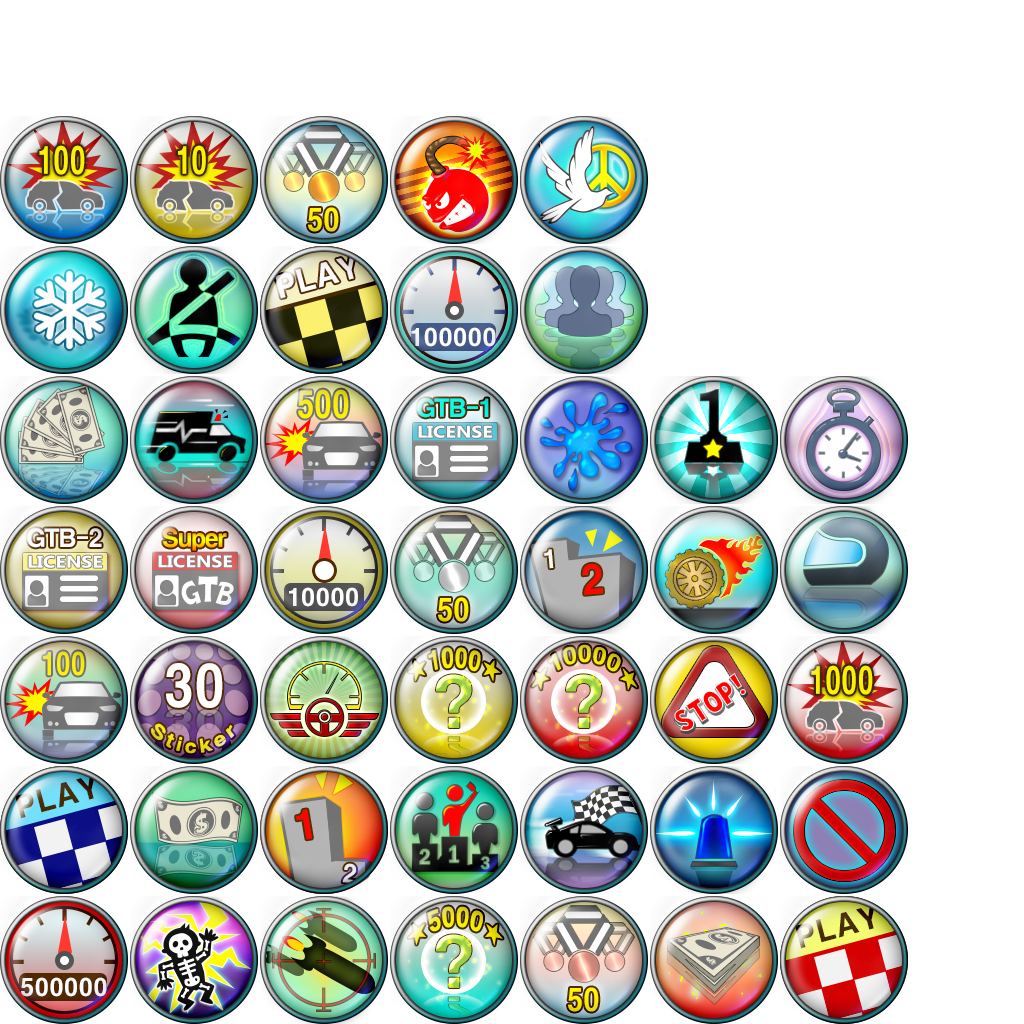 100
10
50
PLAY
100000
500
GTB-1
LICENSE
1
GTB-2
LICENSE
Super
LICENSE
GTB
10000
50
1
2
100
30
Sticker
1000
?
10000
?
STOP!
1000
PLAY
$
1
2
2
1
3
500000
5000
?
50
PLAY